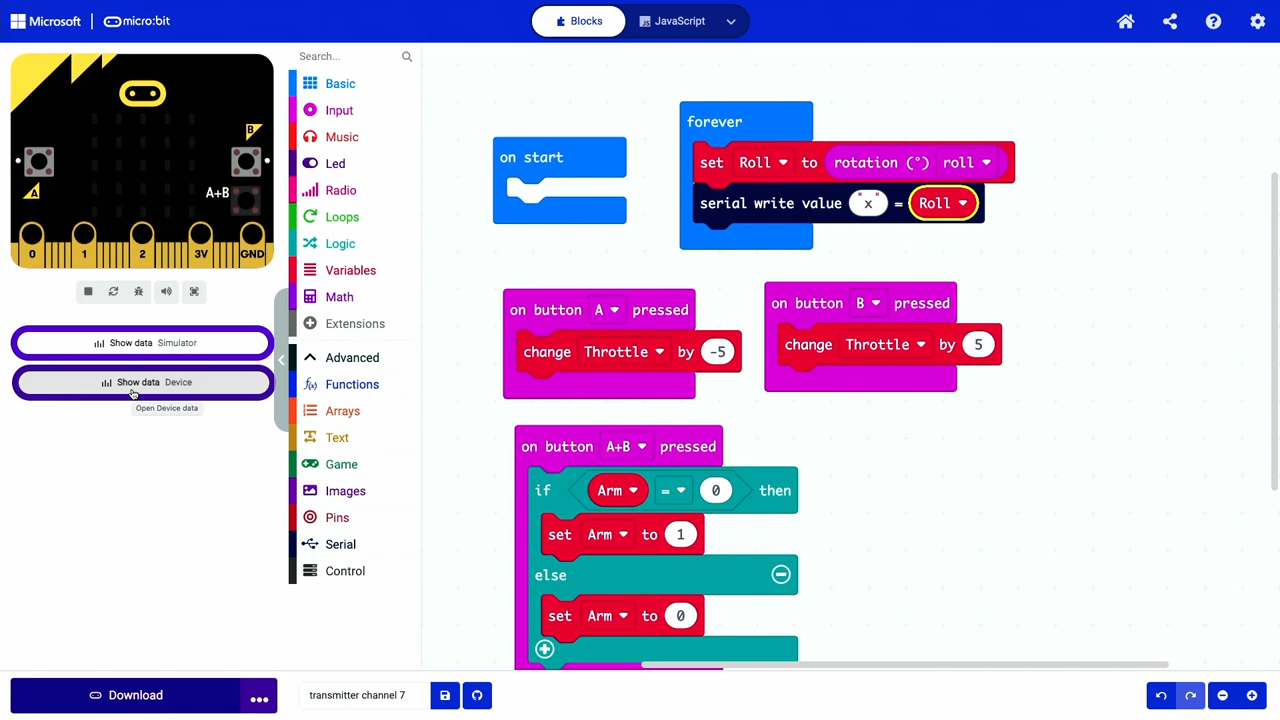 Microsoft micro:bit Blocks JavaScript
Search...
Basic
Input
Music
Led
Radio
Loops
Logic
Variables
Math
Extensions
Advanced
Functions
Arrays
Text
Game
Images
Pins
Serial
Control
B
A
A+B
0 1 2 3V GND
Show data Simulator
Show data Device
Open Device data
on start
forever
set Roll to rotation (°) roll
serial write value "x" = Roll
on button A pressed
change Throttle by -5
on button B pressed
change Throttle by 5
on button A+B pressed
if Arm = 0 then
set Arm to 1
else
set Arm to 0
Download ... transmitter channel 7